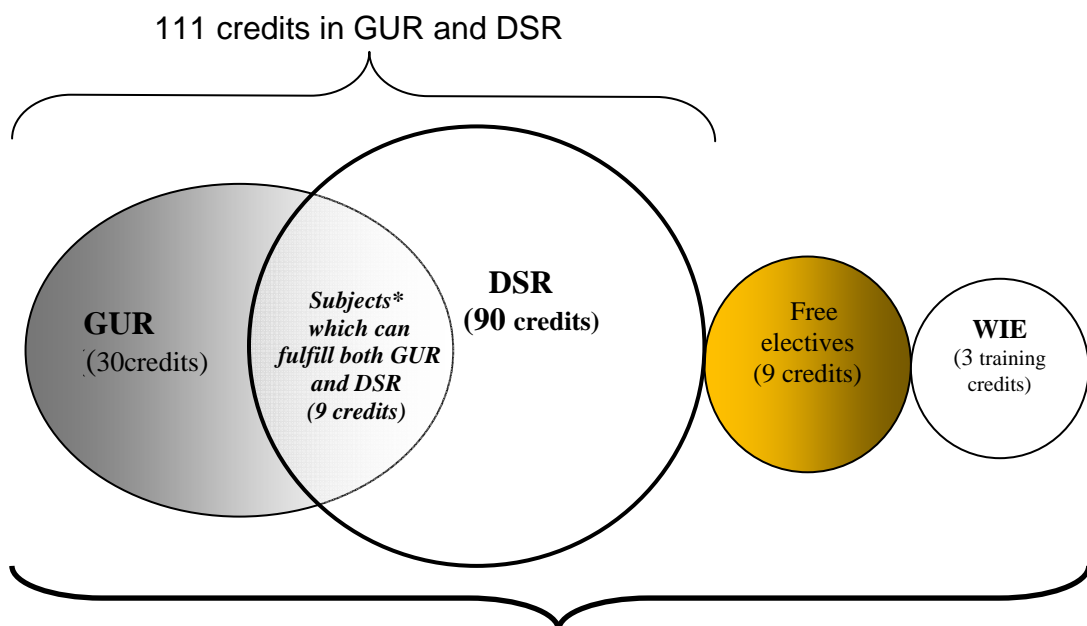 111 credits in GUR and DSR
GUR
(30credits)
Subjects*
which can
fulfill both GUR
and DSR
(9 credits)
DSR
(90 credits)
Free
electives
(9 credits)
WIE
(3 training
credits)